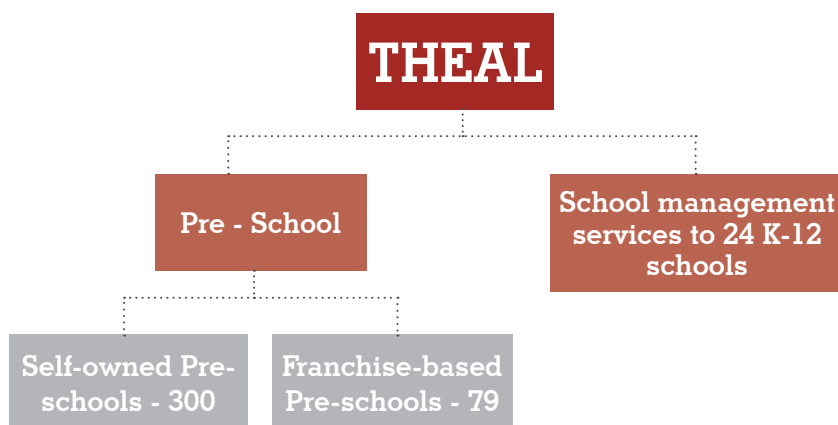 THEAL
Pre - School
School management
services to 24 K-12
schools
Self-owned Pre-
schools - 300
Franchise-based
Pre-schools - 79